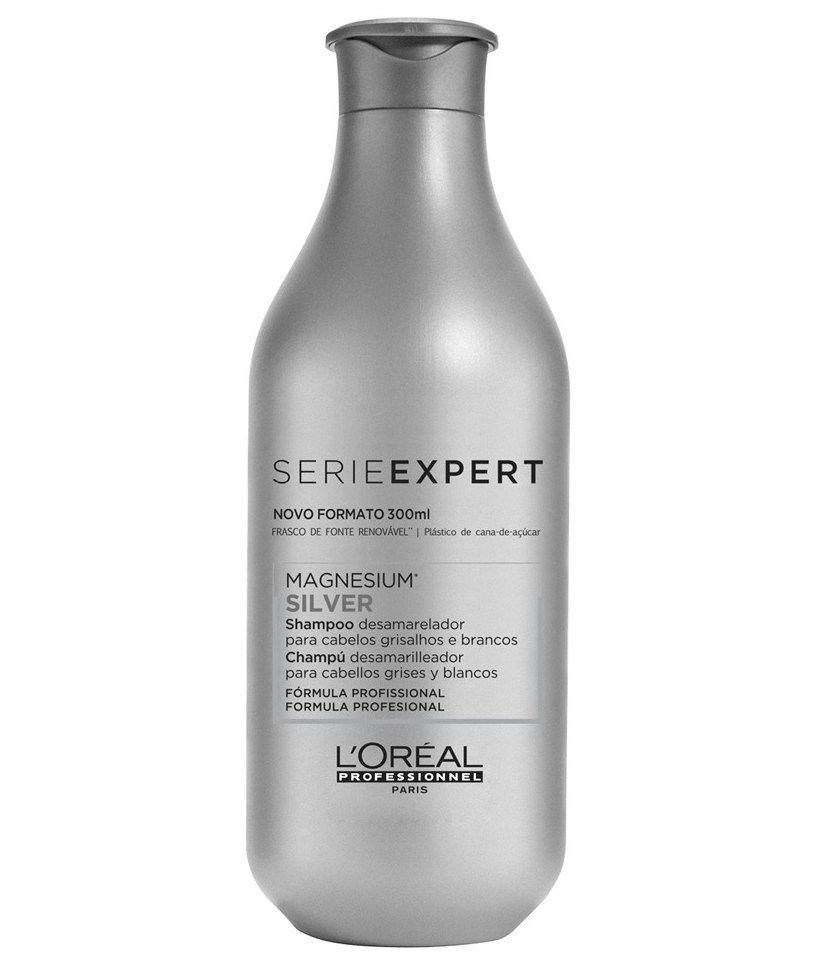 SERIEEXPERT
NOVO FORMATO 300ml
FRASCO DE FONTE RENOVÁVEL** | Plástico de cana-de-açúcar
MAGNESIUM*
SILVER
Shampoo desamarelador
para cabelos grisalhos e brancos
Champú desamarilleador
para cabellos grises y blancos
FÓRMULA PROFISSIONAL
FORMULA PROFESIONAL
L'ORÉAL
PROFESSIONNEL
PARIS